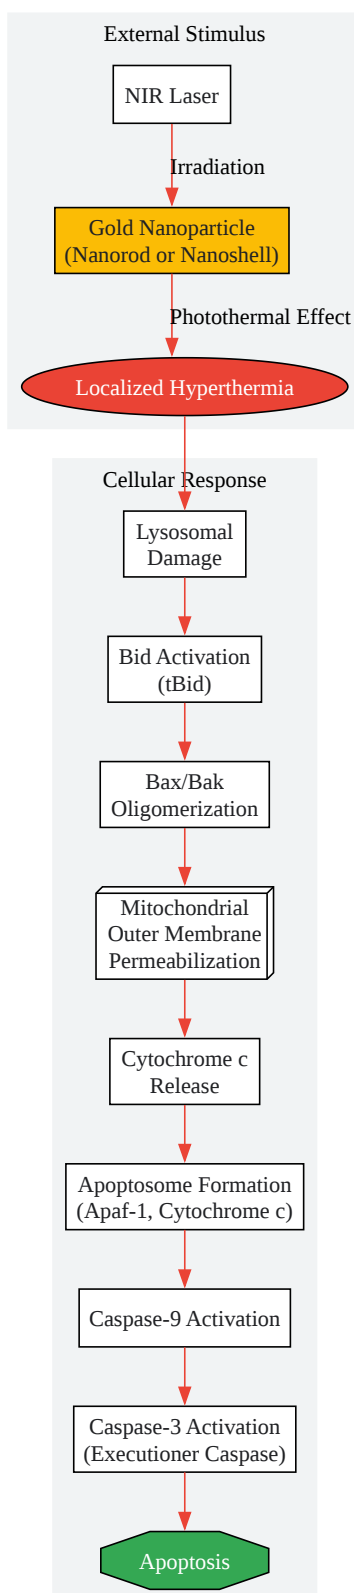 External Stimulus
NIR Laser
Irradiation
Gold Nanoparticle
(Nanorod or Nanoshell)
Photothermal Effect
Localized Hyperthermia
Cellular Response
Lysosomal
Damage
Bid Activation
(tBid)
Bax/Bak
Oligomerization
Mitochondrial
Outer Membrane
Permeabilization
Cytochrome c
Release
Apoptosome Formation
(Apaf-1, Cytochrome c)
Caspase-9 Activation
Caspase-3 Activation
(Executioner Caspase)
Apoptosis